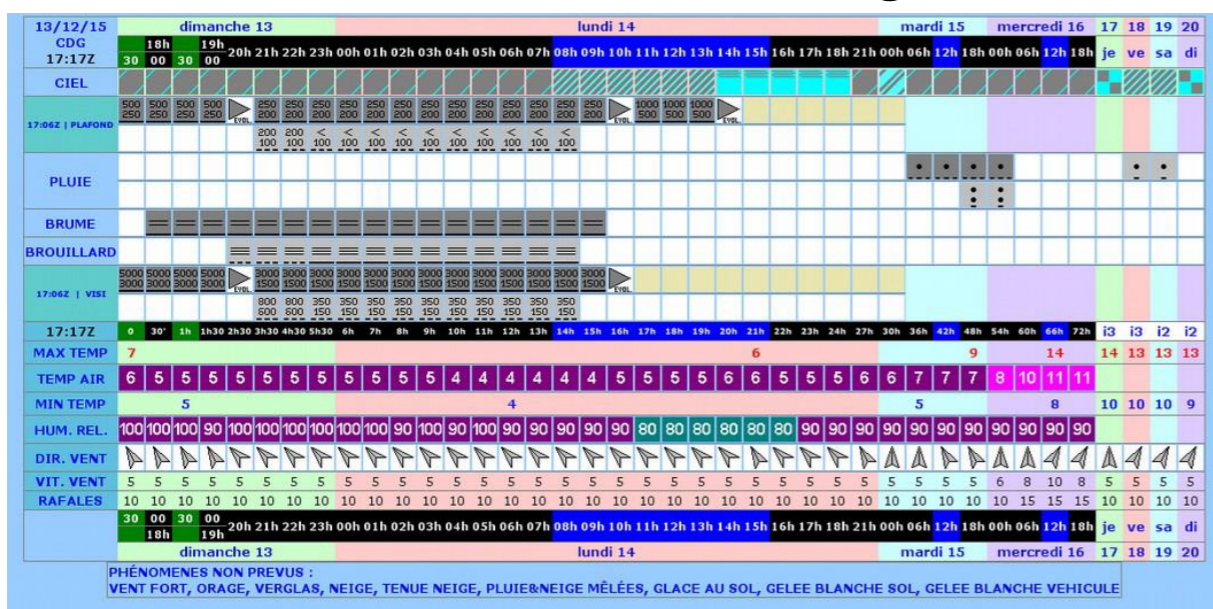 13/12/15 dimanche 13 lundi 14 mardi 15 mercredi 16 17 18 19 20
CDG 18h 19h 20h 21h 22h 23h 00h 01h 02h 03h 04h 05h 06h 07h 08h 09h 10h 11h 12h 13h 14h 15h 16h 17h 18h 19h 20h 21h 00h 06h 12h 18h 00h 06h 12h 18h je ve sa di
17:17Z 30 00 30 00
CIEL
500 500 500 500 250 250 250 250 250 250 250 250 250 250 250 250 250 1000 1000 1000
17:06Z | PLAFOND 250 250 250 250 EVOL. 200 200 200 200 200 200 200 200 200 200 200 200 200 EVOL. 500 500 500 EVOL.
200 200 < < < < < < < < < <
100 100 100 100 100 100 100 100 100 100 100 100
PLUIE
BRUME
BROUILLARD
5000 5000 5000 5000 3000 3000 3000 3000 3000 3000 3000 3000 3000 3000 3000 3000 3000
3000 3000 3000 3000 EVOL. 1500 1500 1500 1500 1500 1500 1500 1500 1500 1500 1500 1500 1500 EVOL.
17:06Z | VISI
800 800 350 350 350 350 350 350 350 350 350 350
600 600 150 150 150 150 150 150 150 150 150 150
17:17Z 0 30' 1h 1h30 2h30 3h30 4h30 5h30 6h 7h 8h 9h 10h 11h 12h 13h 14h 15h 16h 17h 18h 19h 20h 21h 22h 23h 24h 27h 30h 36h 42h 48h 54h 60h 66h 72h i3 i3 i2 i2
MAX TEMP 7 6 9 14 14 13 13 13
TEMP AIR 6 5 5 5 5 5 5 5 5 5 5 5 4 4 4 4 4 4 5 5 5 5 6 6 5 5 5 6 6 7 7 7 8 10 11 11
MIN TEMP 5 4 5 8 10 10 10 9
HUM. REL. 100 100 100 90 100 100 100 100 100 100 90 100 90 100 90 90 90 90 90 80 80 80 80 80 80 90 90 90 90 90 90 90 90 90 90 90
DIR. VENT
VIT. VENT 5 5 5 5 5 5 5 5 5 5 5 5 5 5 5 5 5 5 5 5 5 5 5 5 5 5 5 5 5 5 5 5 6 8 10 8 5 5 5 5
RAFALES 10 10 10 10 10 10 10 10 10 10 10 10 10 10 10 10 10 10 10 10 10 10 10 10 10 10 10 10 10 10 10 10 10 15 15 15 10 10 10 10
30 00 30 00 20h 21h 22h 23h 00h 01h 02h 03h 04h 05h 06h 07h 08h 09h 10h 11h 12h 13h 14h 15h 16h 17h 18h 21h 00h 06h 12h 18h 00h 06h 12h 18h je ve sa di
18h 19h
dimanche 13 lundi 14 mardi 15 mercredi 16 17 18 19 20
PHÉNOMENES NON PREVUS :
VENT FORT, ORAGE, VERGLAS, NEIGE, TENUE NEIGE, PLUIE&NEIGE MÊLÉES, GLACE AU SOL, GELEE BLANCHE SOL, GELEE BLANCHE VEHICULE